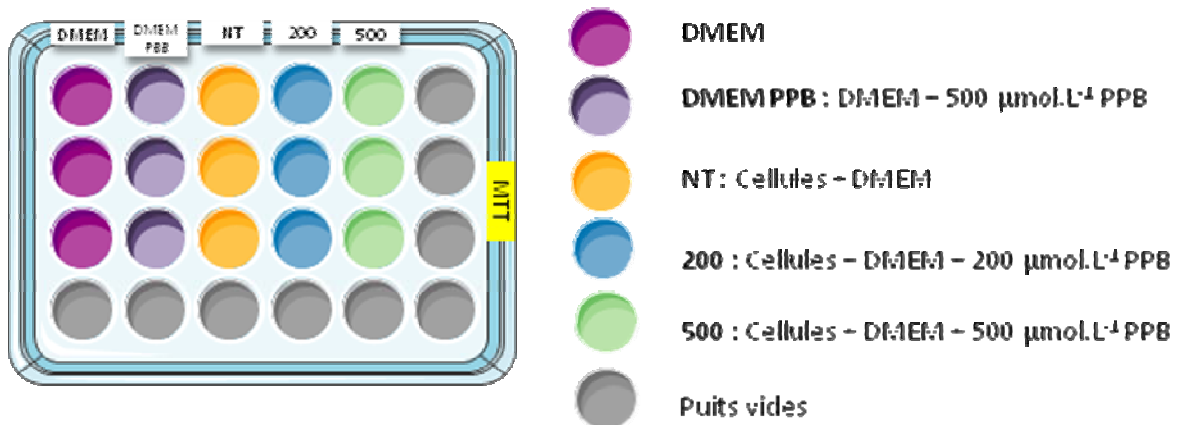 DMEM
DMEM
PBB
NT
200
500
MTT
DMEM
DMEM PPB : DMEM – 500 µmol.L⁻¹ PPB
NT : Cellules – DMEM
200 : Cellules – DMEM – 200 µmol.L⁻¹ PPB
500 : Cellules – DMEM – 500 µmol.L⁻¹ PPB
Puits vides